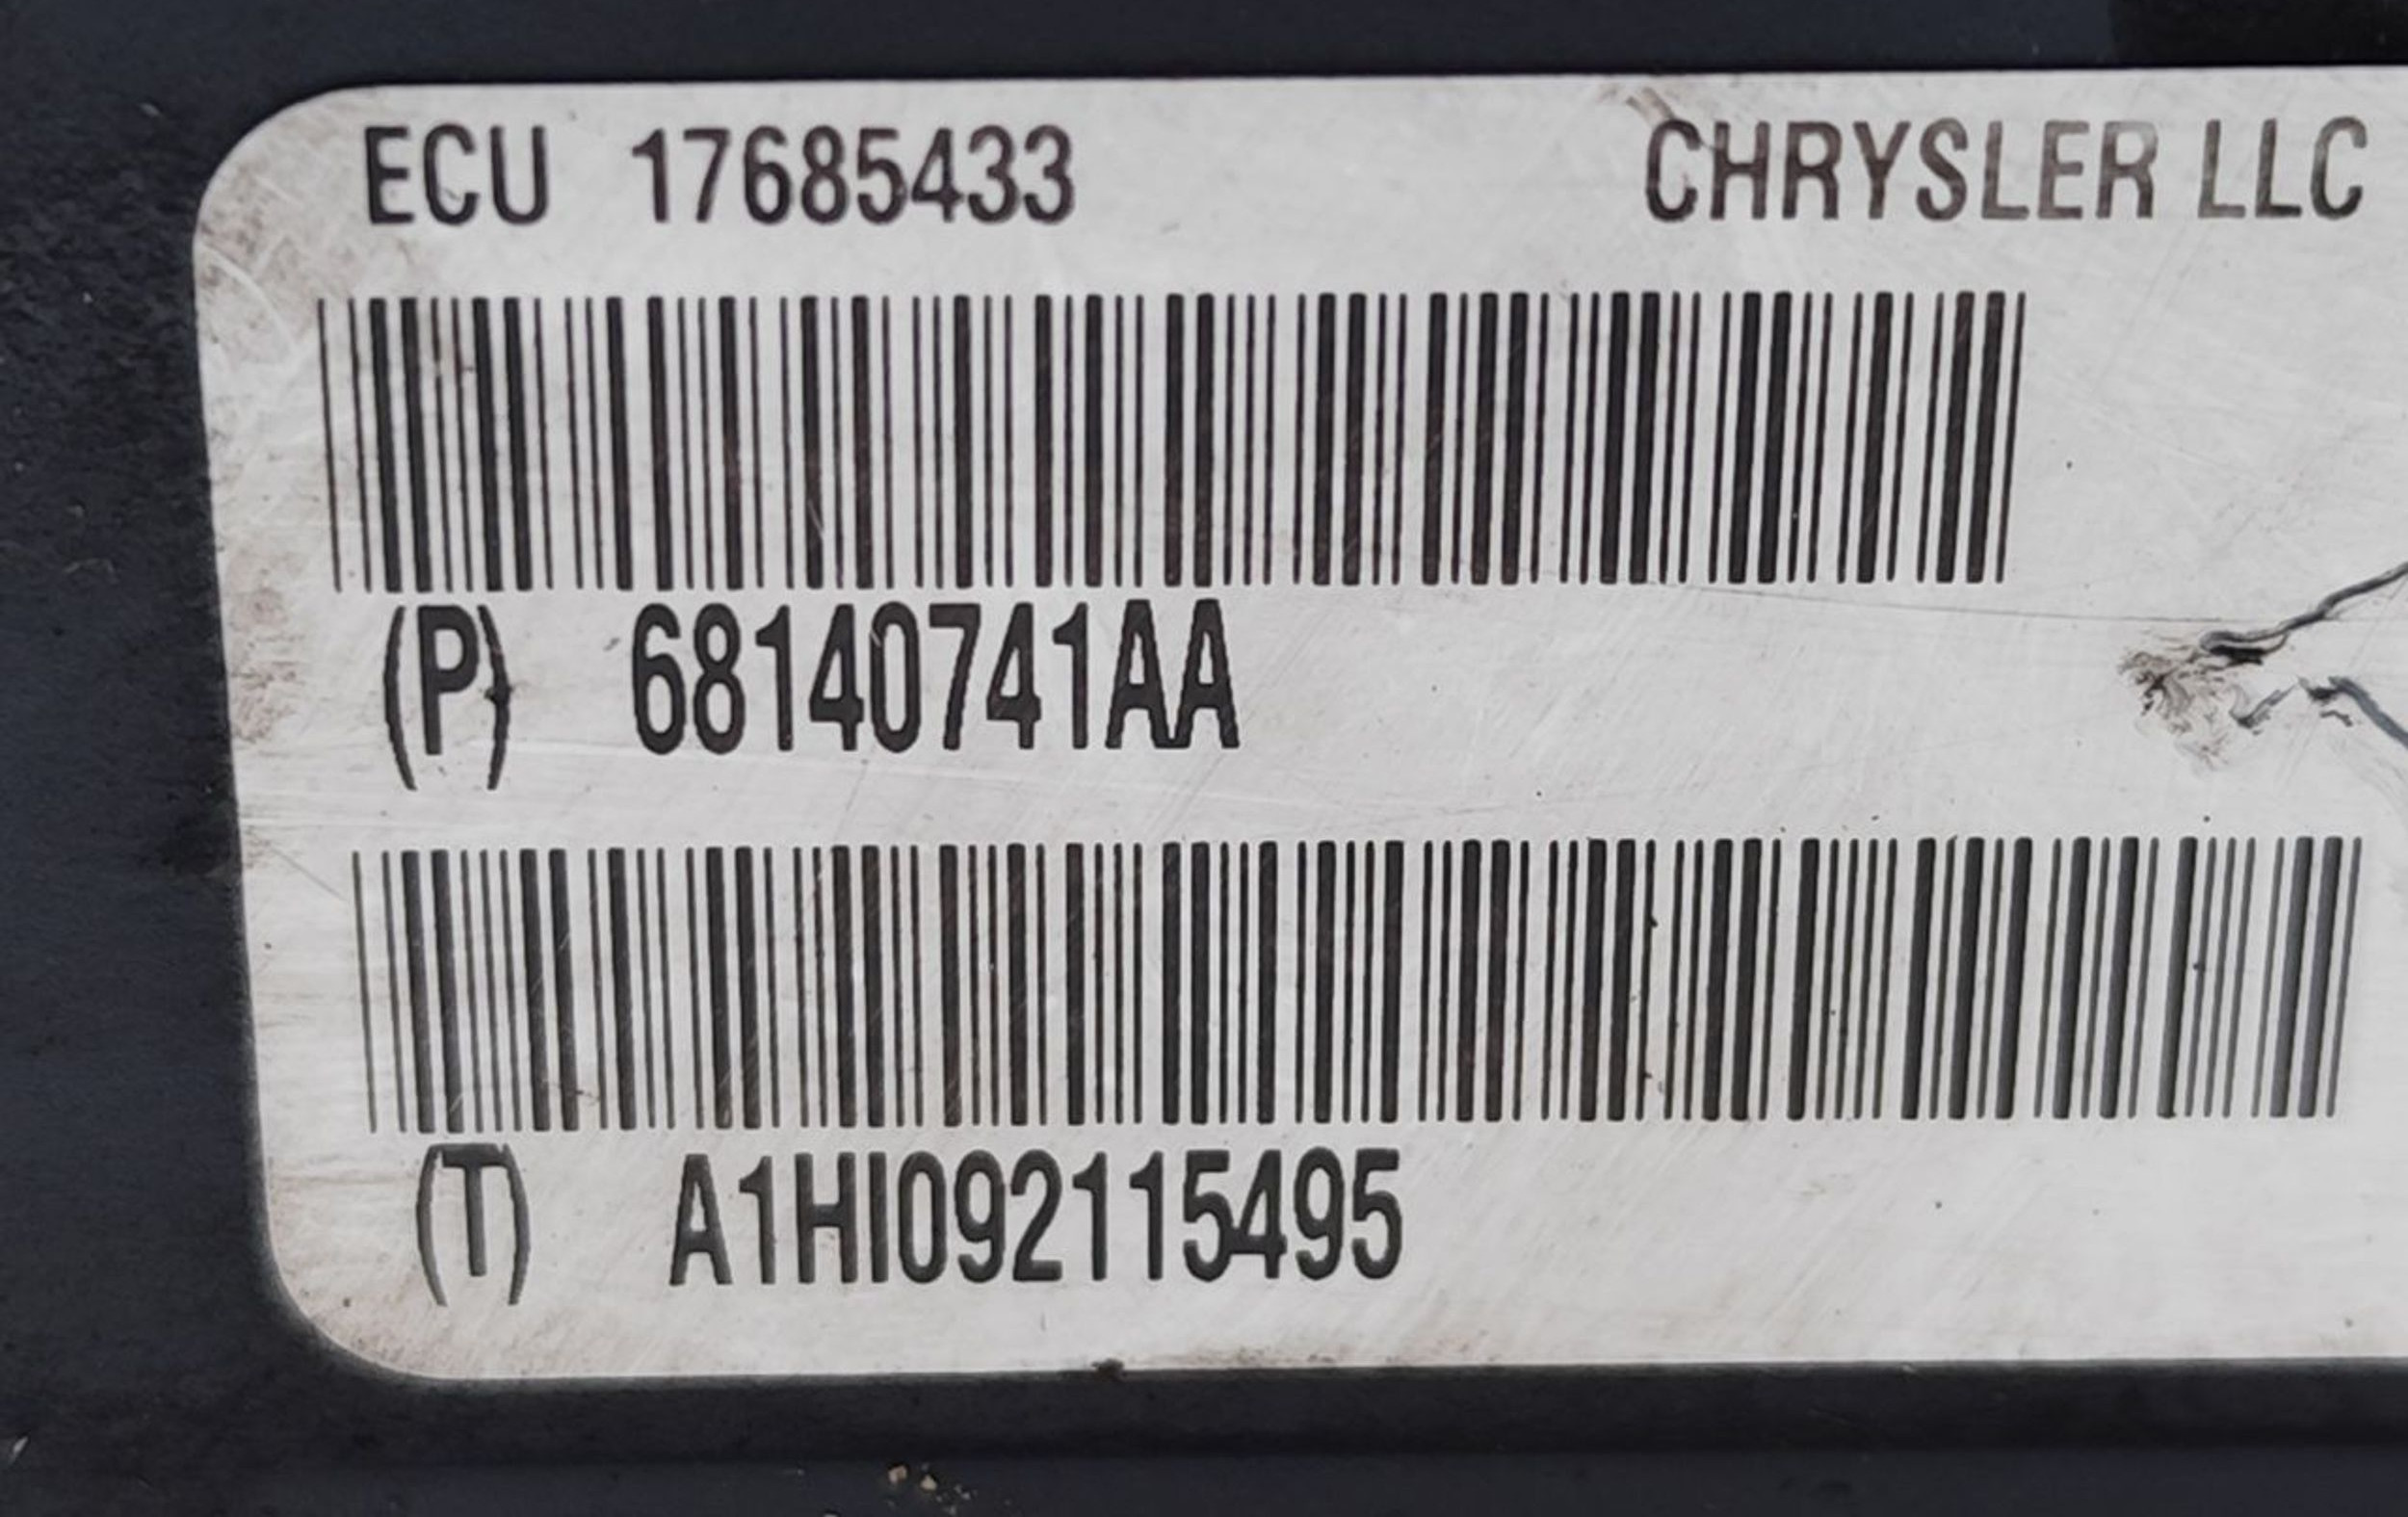 ECU 17685433 CHRYSLER LLC
(P) 68140741AA
(T) A1HI092115495